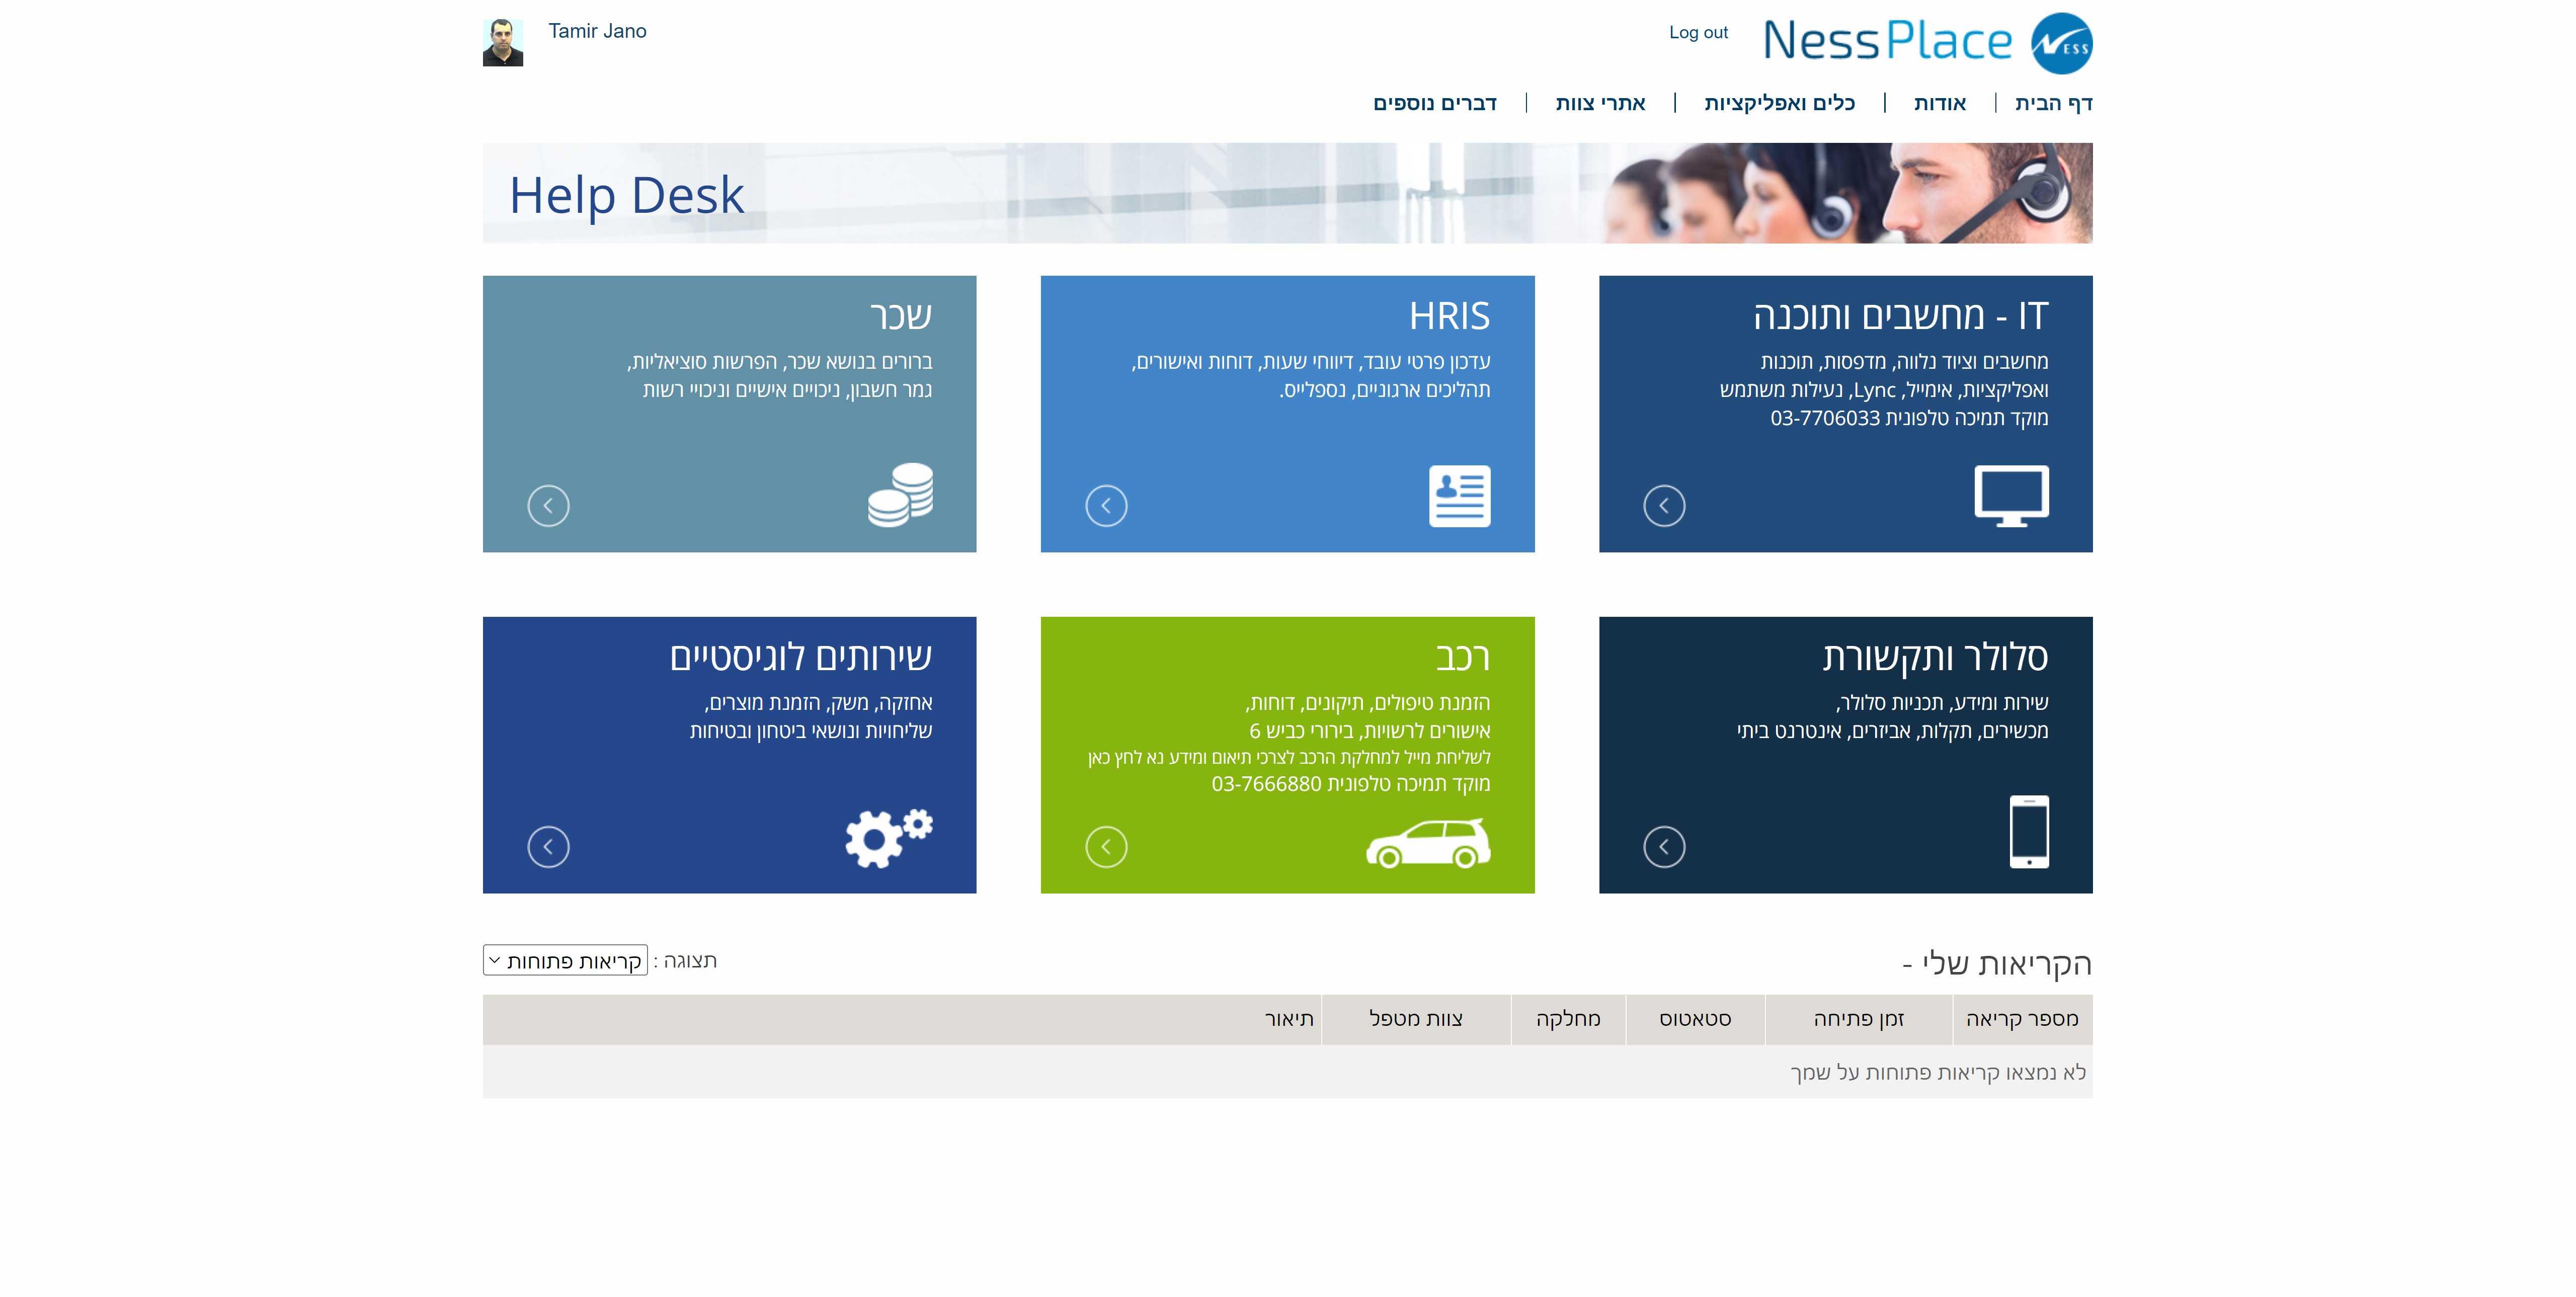 Tamir Jano
Log out
NessPlace
NESS
דף הבית
אודות
כלים ואפליקציות
אתרי צוות
דברים נוספים
Help Desk
IT - מחשבים ותוכנה
מחשבים וציוד נלווה, מדפסות, תוכנות
ואפליקציות, אימייל, Lync, נעילות משתמש
מוקד תמיכה טלפונית 03-7706033
HRIS
עדכון פרטי עובד, דיווחי שעות, דוחות ואישורים,
תהליכים ארגוניים, נספלייס.
שכר
ברורים בנושא שכר, הפרשות סוציאליות,
גמר חשבון, ניכויים אישיים וניכויי רשות
סלולר ותקשורת
שירות ומידע, תכניות סלולר,
מכשירים, תקלות, אביזרים, אינטרנט ביתי
רכב
הזמנת טיפולים, תיקונים, דוחות,
אישורים לרשויות, בירורי כביש 6
לשליחת מייל למחלקת הרכב לצרכי תיאום ומידע נא לחץ כאן
מוקד תמיכה טלפונית 03-7666880
שירותים לוגיסטיים
אחזקה, משק, הזמנת מוצרים,
שליחויות ונושאי ביטחון ובטיחות
הקריאות שלי -
תצוגה : קריאות פתוחות
מספר קריאה
זמן פתיחה
סטאטוס
מחלקה
צוות מטפל
תיאור
לא נמצאו קריאות פתוחות על שמך